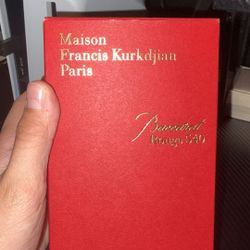 Maison
Francis Kurkdjian
Paris
Baccarat
Rouge 540